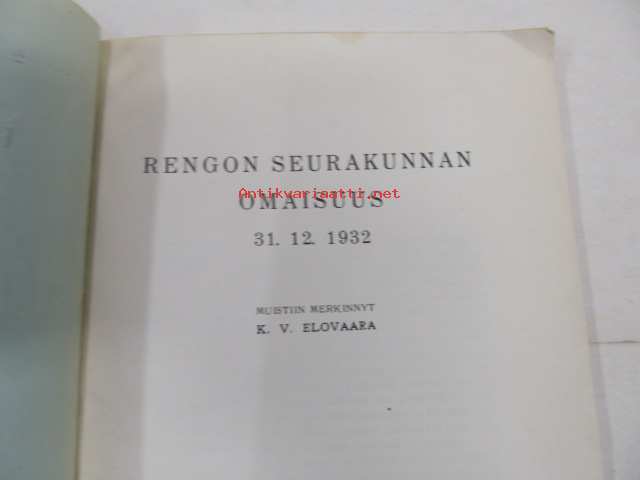 RENGON SEURAKUNNAN
Antikvariaatti.net
OMAISUUS
31. 12. 1932
MUISTIIN MERKINNYT
K. V. ELOVAARA